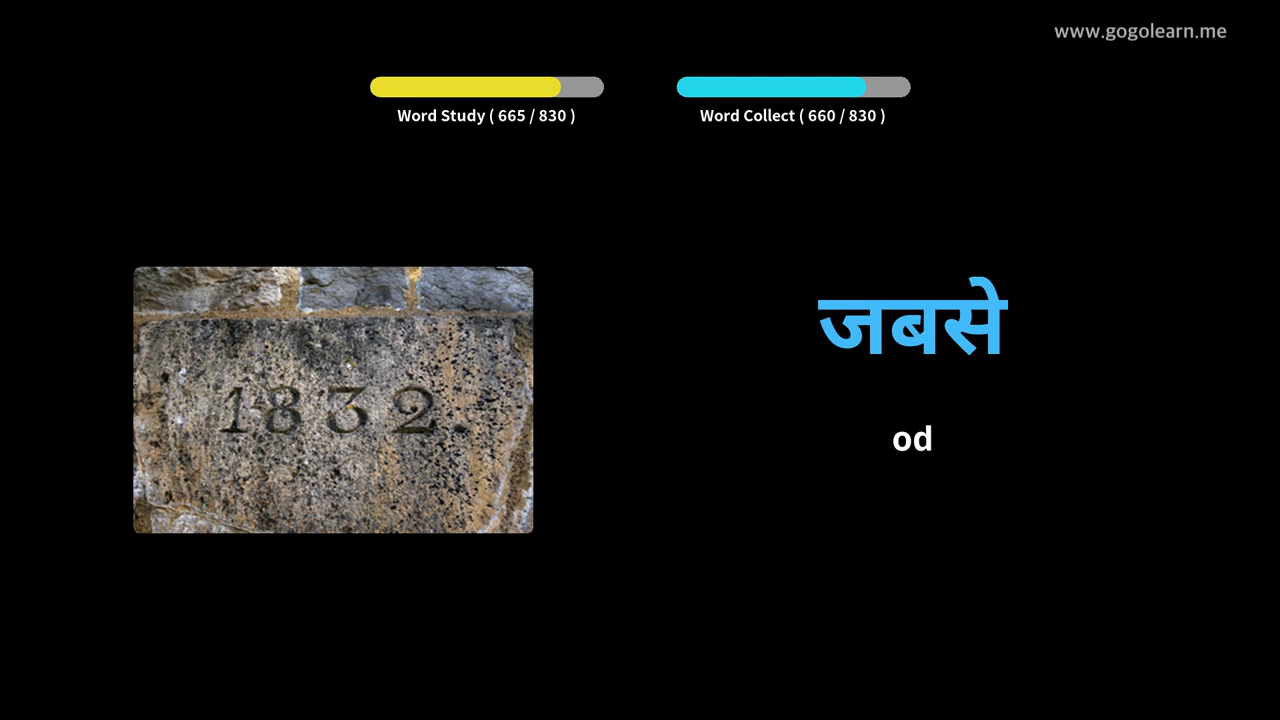 www.gogolearn.me
Word Study ( 665 / 830 )
Word Collect ( 660 / 830 )
1832.
जबसे
od